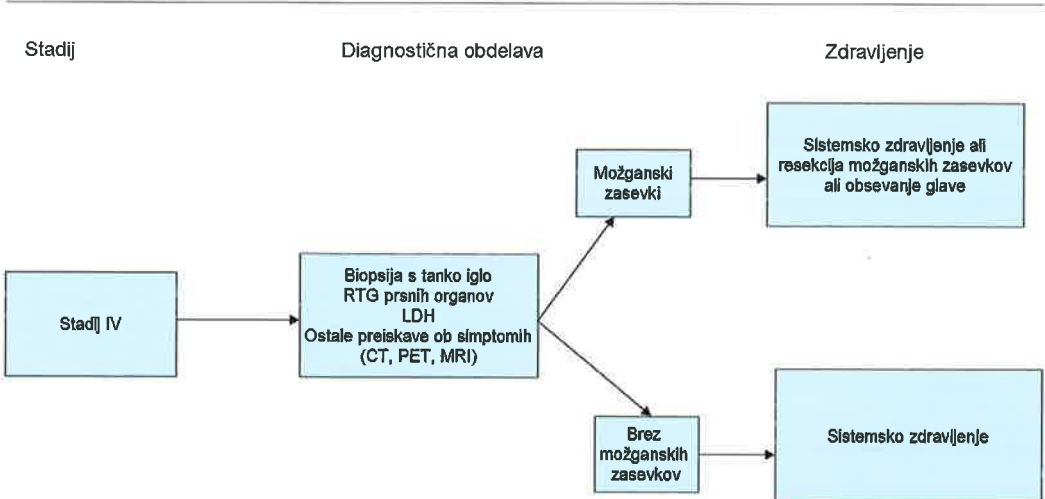 Stadij
Diagnostična obdelava
Zdravljenje
Stadij IV
Biopsija s tanko iglo
RTG prsnih organov
LDH
Ostale preiskave ob simptomih
(CT, PET, MRI)
Možganski
zasevki
Sistemsko zdravljenje ali
resekcija možganskih zasevkov
ali obsevanje glave
Brez
možganskih
zasevkov
Sistemsko zdravljenje